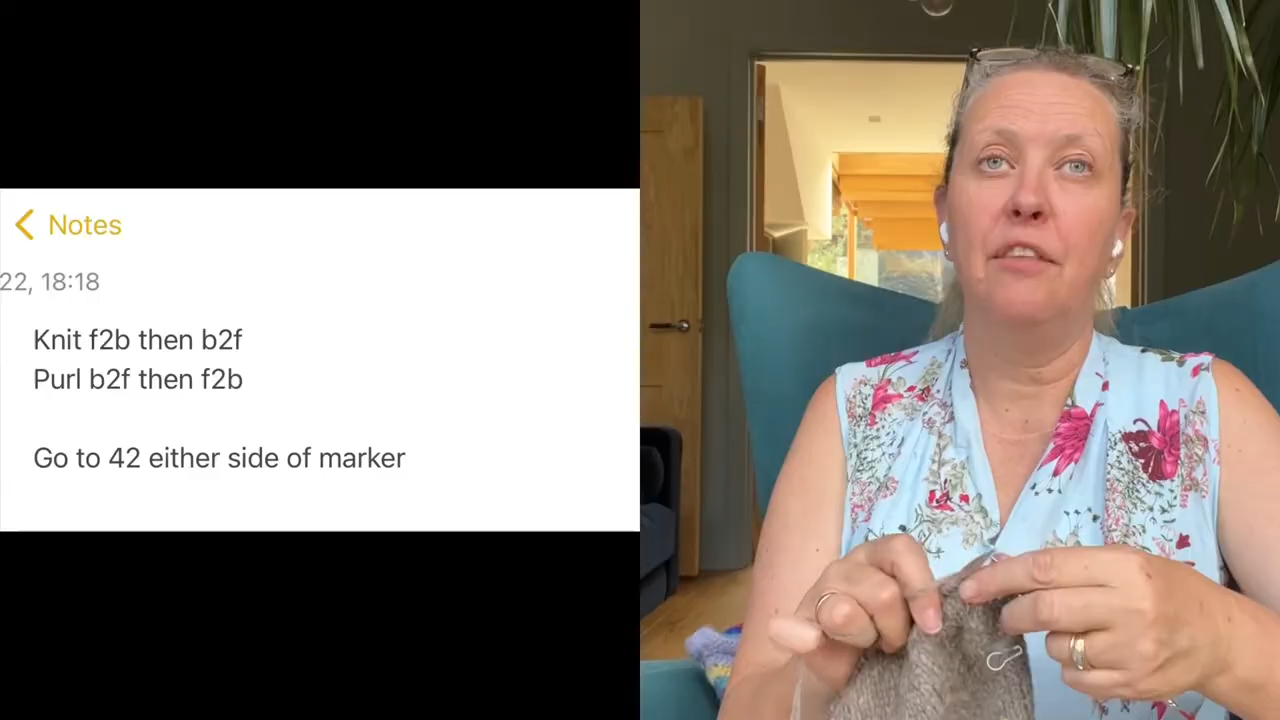 Notes
22, 18:18
Knit f2b then b2f
Purl b2f then f2b
Go to 42 either side of marker